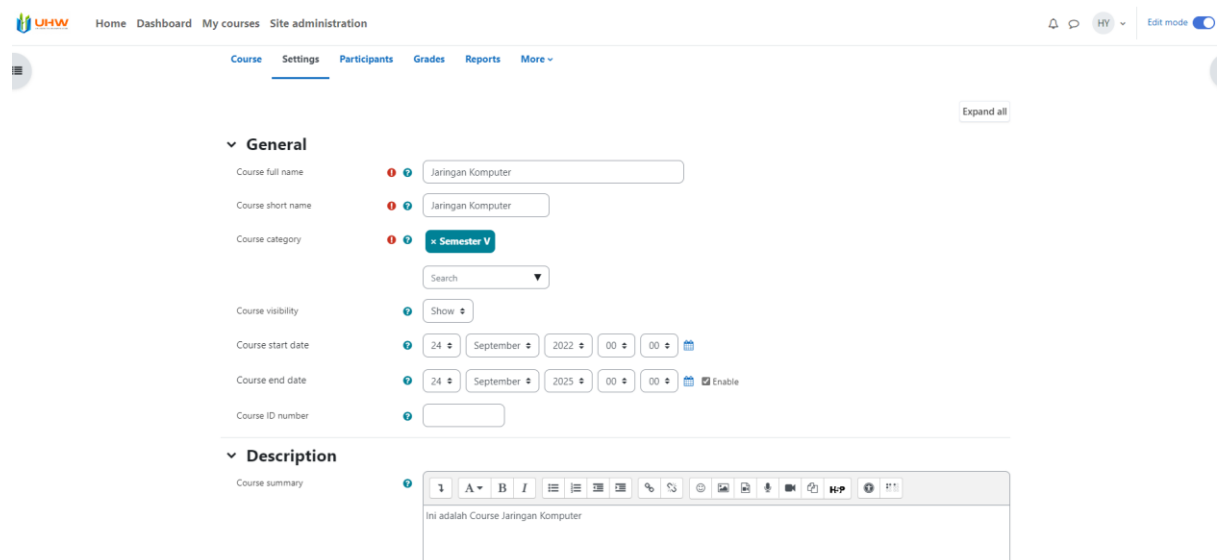 UHW Home Dashboard My courses Site administration HY Edit mode
Course Settings Participants Grades Reports More
Expand all
General
Course full name Jaringan Komputer
Course short name Jaringan Komputer
Course category × Semester V
Search
Course visibility Show
Course start date 24 September 2022 00 00
Course end date 24 September 2025 00 00 Enable
Course ID number
Description
Course summary A B I H-P
Ini adalah Course Jaringan Komputer